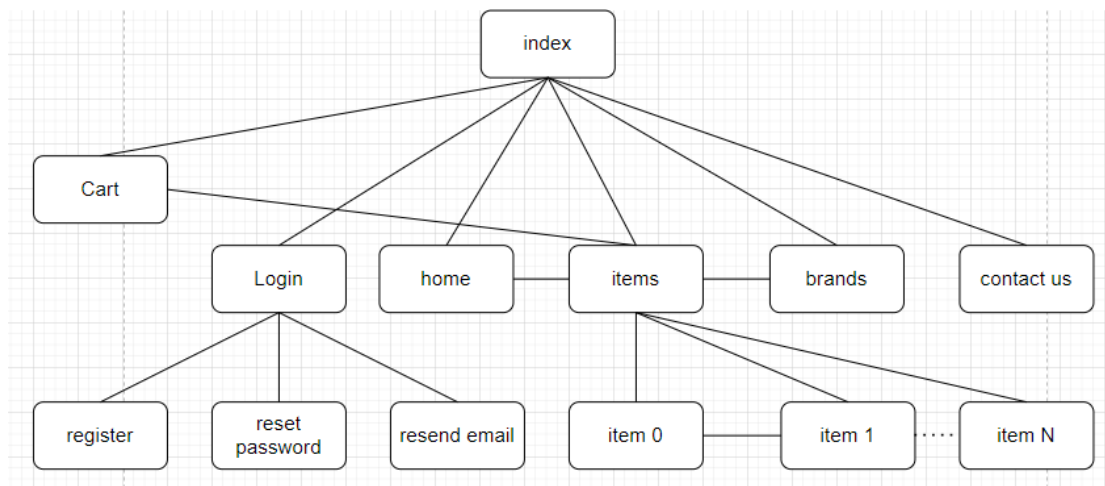 index
Cart
Login
home
items
brands
contact us
register
reset
password
resend email
item 0
item 1
item N